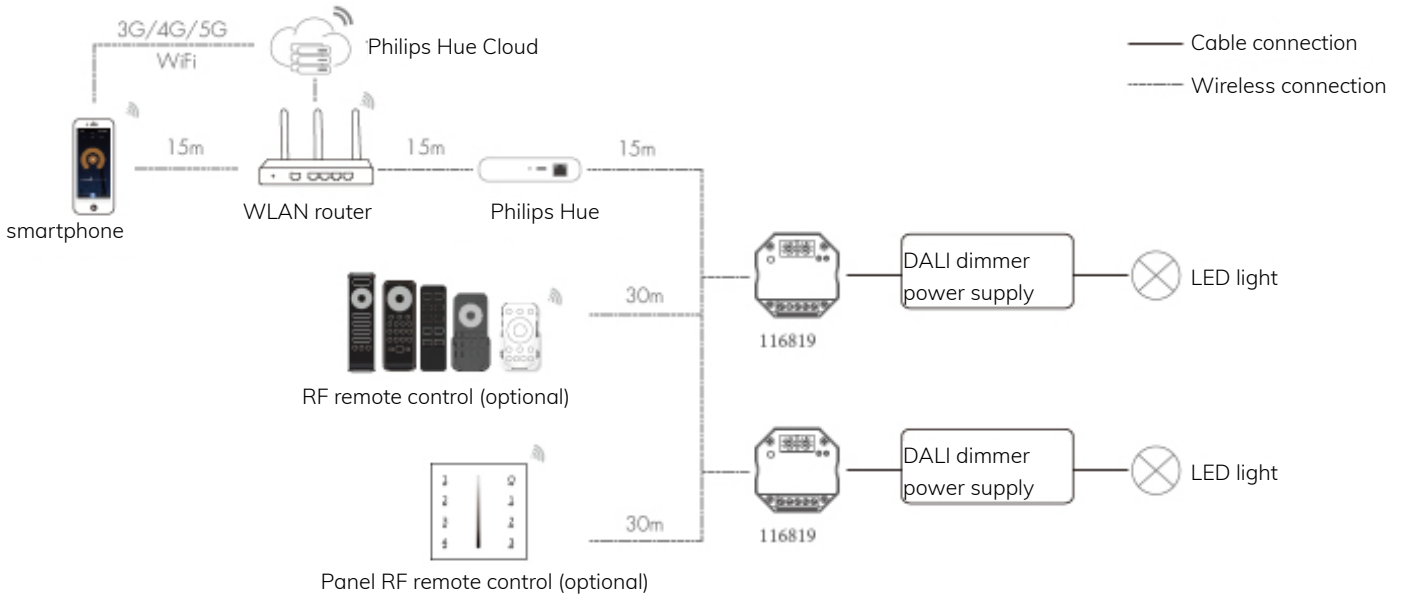 3G/4G/5G
WiFi
Philips Hue Cloud
Cable connection
Wireless connection
15m
15m
15m
smartphone
WLAN router
Philips Hue
DALI dimmer
power supply
LED light
116819
30m
RF remote control (optional)
DALI dimmer
power supply
LED light
116819
30m
Panel RF remote control (optional)